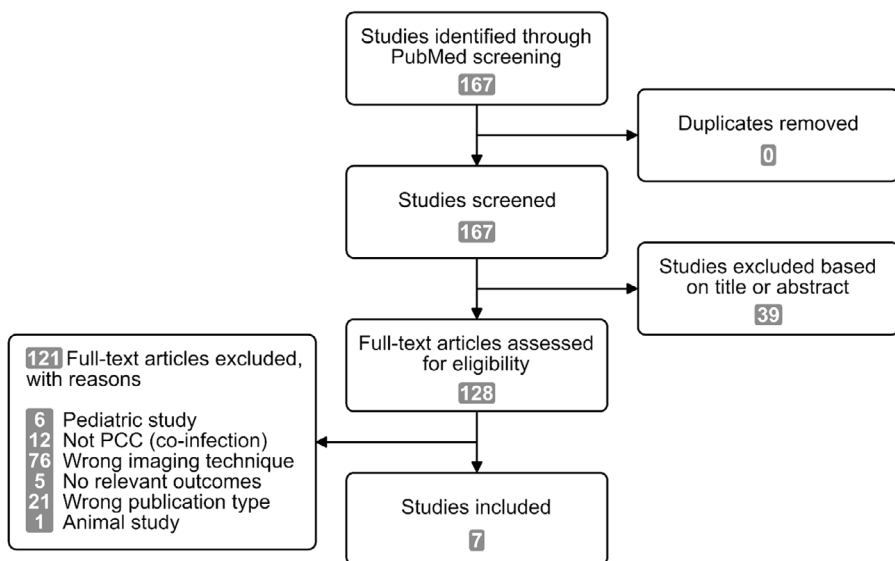 Studies identified through
PubMed screening
167
Duplicates removed
0
Studies screened
167
Studies excluded based
on title or abstract
39
Full-text articles assessed
for eligibility
128
121 Full-text articles excluded,
with reasons
6 Pediatric study
12 Not PCC (co-infection)
76 Wrong imaging technique
5 No relevant outcomes
21 Wrong publication type
1 Animal study
Studies included
7